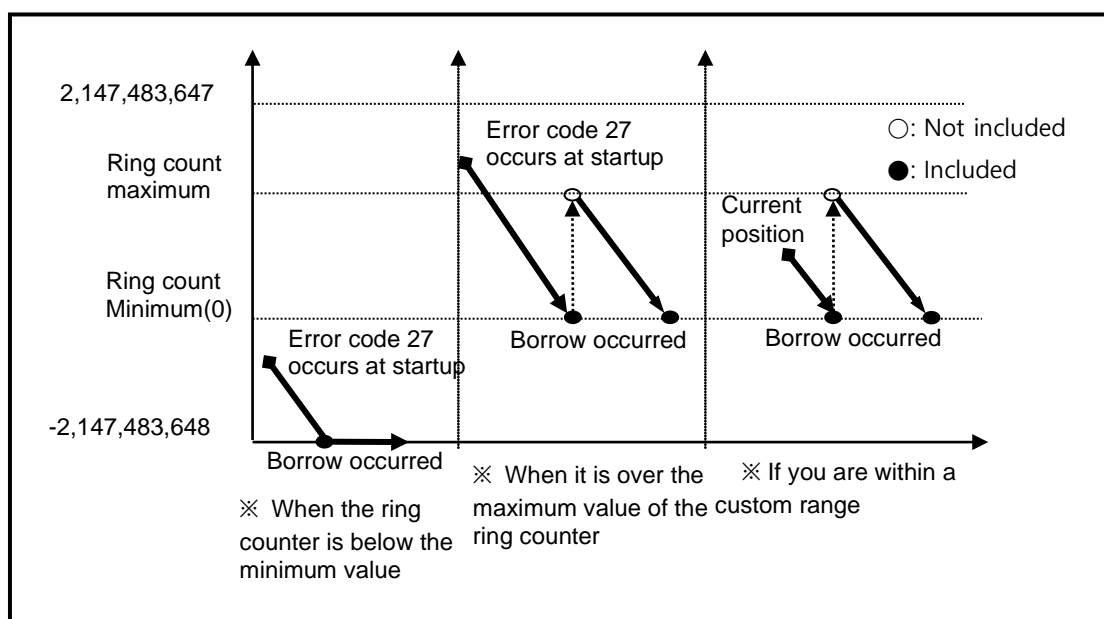 2,147,483,647
Ring count
maximum
Ring count
Minimum(0)
-2,147,483,648
Error code 27
occurs at startup
Borrow occurred
※ When the ring
counter is below the
minimum value
Error code 27
occurs at startup
Borrow occurred
※ When it is over the
maximum value of the
ring counter
○: Not included
●: Included
Current
position
Borrow occurred
※ If you are within a
custom range